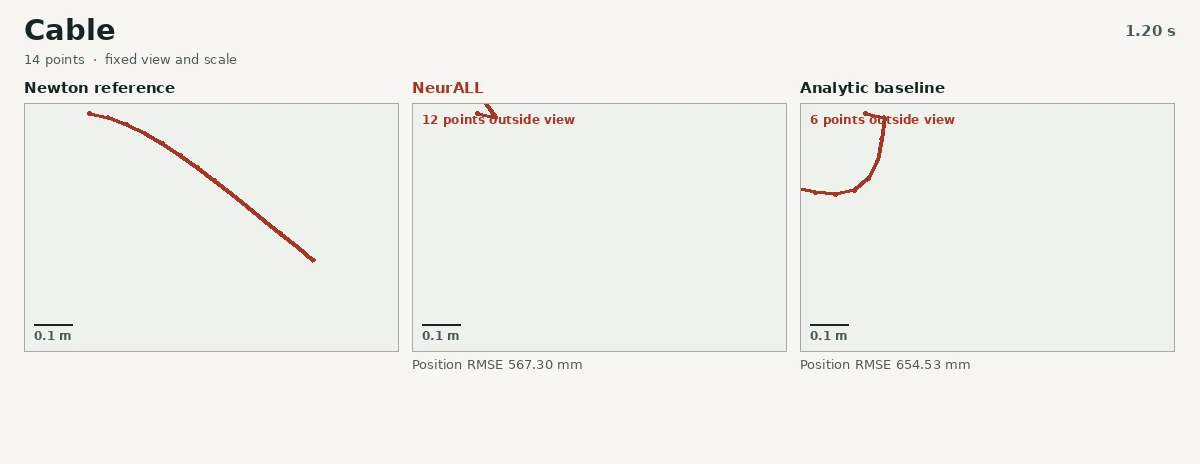 Cable
1.20 s
14 points · fixed view and scale
Newton reference
NeurALL
Analytic baseline
12 points outside view
6 points outside view
0.1 m
0.1 m
0.1 m
Position RMSE 567.30 mm
Position RMSE 654.53 mm